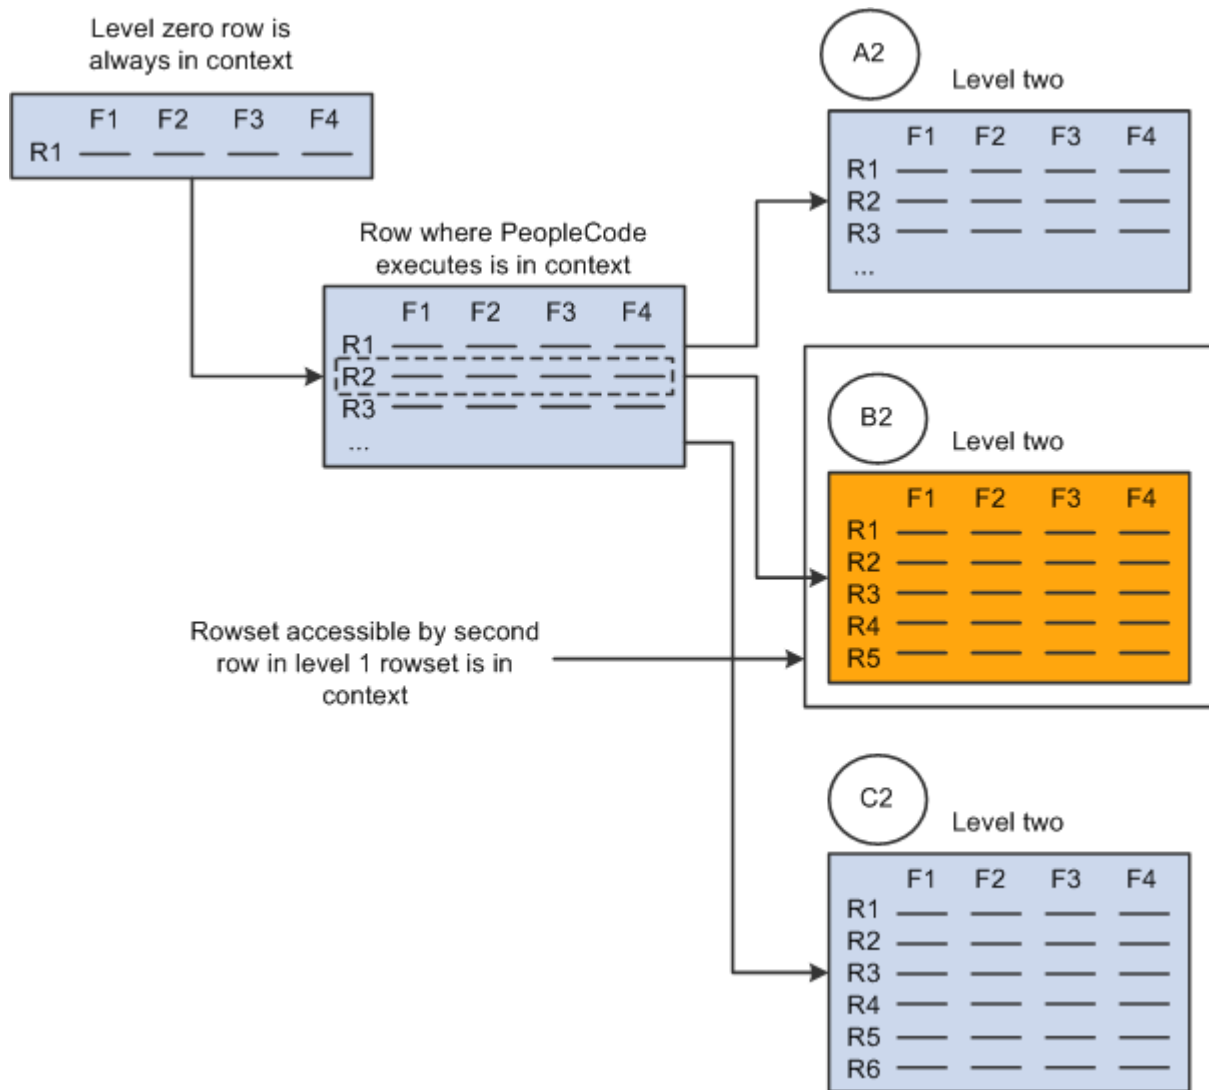 Level zero row is
always in context
F1 F2 F3 F4
R1
Row where PeopleCode
executes is in context
F1 F2 F3 F4
R1
R2
R3
...
A2
Level two
F1 F2 F3 F4
R1
R2
R3
...
B2
Level two
F1 F2 F3 F4
R1
R2
R3
R4
R5
Rowset accessible by second
row in level 1 rowset is in
context
C2
Level two
F1 F2 F3 F4
R1
R2
R3
R4
R5
R6